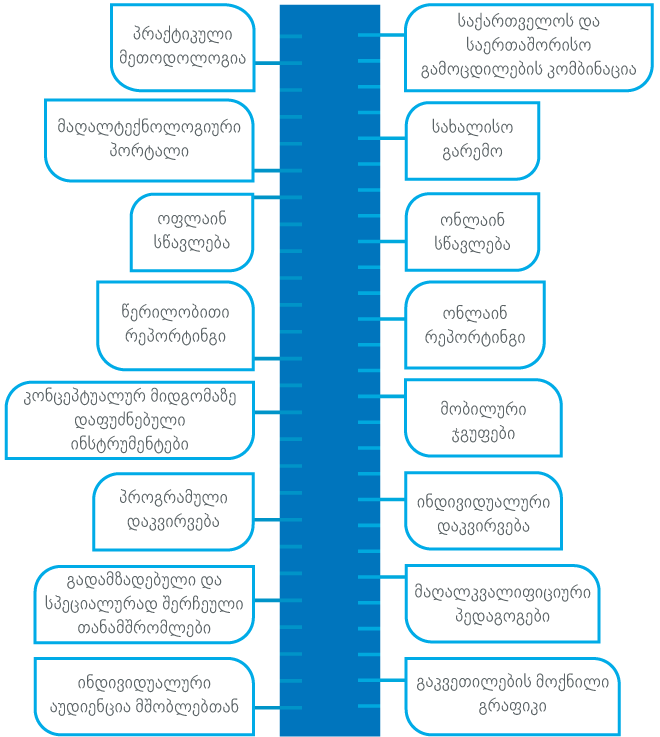 პრაქტიკული
მეთოდოლოგია
საქართველოს და
საერთაშორისო
გამოცდილების კომბინაცია
მაღალტექნოლოგიური
პორტალი
სახალისო
გარემო
ოფლაინ
სწავლება
ონლაინ
სწავლება
წერილობითი
რეპორტინგი
ონლაინ
რეპორტინგი
კონცეპტუალურ მიდგომაზე
დაფუძნებული
ინსტრუმენტები
მობილური
ჯგუფები
პროგრამული
დაკვირვება
ინდივიდუალური
დაკვირვება
გადამზადებული და
სპეციალურად შერჩეული
თანამშრომლები
მაღალკვალიფიციური
პედაგოგები
ინდივიდუალური
აუდიენცია მშობლებთან
გაკვეთილების მოქნილი
გრაფიკი